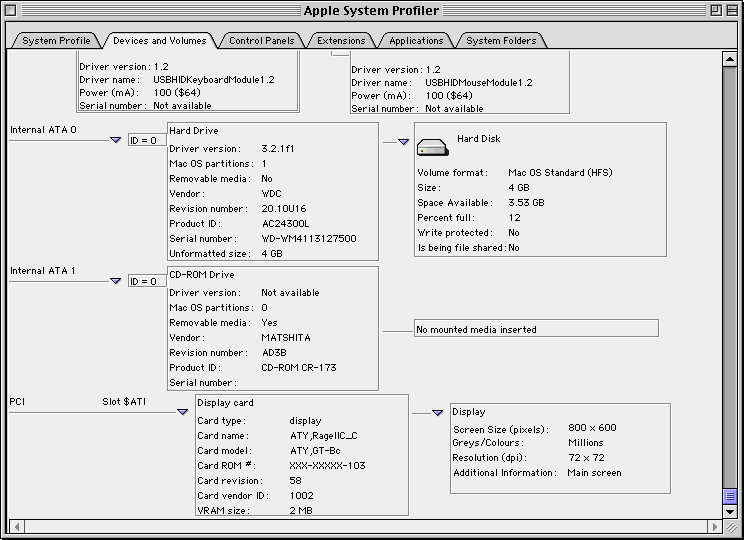 Apple System Profiler
System Profile Devices and Volumes Control Panels Extensions Applications System Folders
Driver version: 1.2
Driver name: USBHIDKeyboardModule1.2
Power (mA): 100 ($64)
Serial number: Not available
Driver version: 1.2
Driver name: USBHIDMouseModule1.2
Power (mA): 100 ($64)
Serial number: Not available
Internal ATA 0
ID = 0
Hard Drive
Driver version: 3.2.1f1
Mac OS partitions: 1
Removable media: No
Vendor: WDC
Revision number: 20.10U16
Product ID: AC24300L
Serial number: WD-WM4113127500
Unformatted size: 4 GB
Hard Disk
Volume format: Mac OS Standard (HFS)
Size: 4 GB
Space Available: 3.53 GB
Percent full: 12
Write protected: No
Is being file shared: No
Internal ATA 1
ID = 0
CD-ROM Drive
Driver version: Not available
Mac OS partitions: 0
Removable media: Yes
Vendor: MATSHITA
Revision number: AD3B
Product ID: CD-ROM CR-173
Serial number:
No mounted media inserted
PCI Slot $ATI
Display card
Card type: display
Card name: ATY,RageIIC_C
Card model: ATY,GT-Bc
Card ROM #: XXX-XXXXX-103
Card revision: 58
Card vendor ID: 1002
VRAM size: 2 MB
Display
Screen Size (pixels): 800 x 600
Greys/Colours: Millions
Resolution (dpi): 72 x 72
Additional Information: Main screen